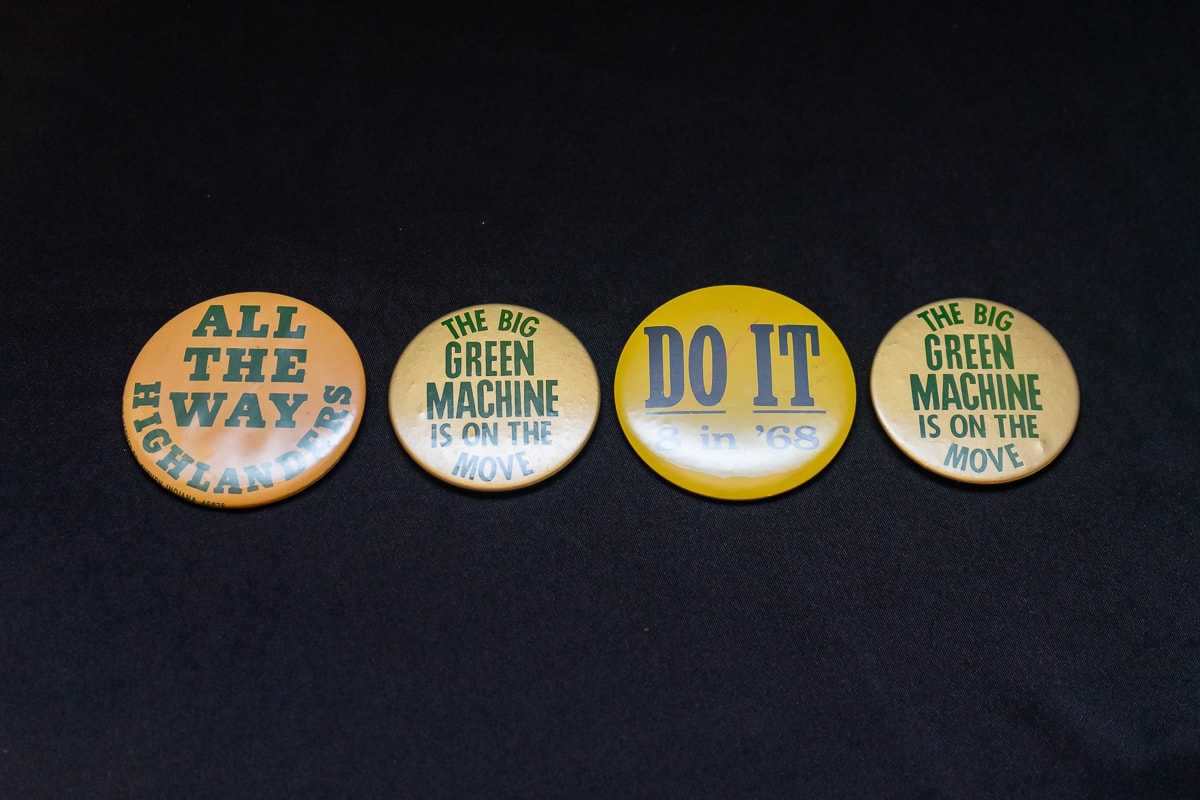 ALL
THE
WAY
HIGHLANDERS
INDIANA
THE BIG
GREEN
MACHINE
IS ON THE
MOVE
DO IT
8 in '68
THE BIG
GREEN
MACHINE
IS ON THE
MOVE